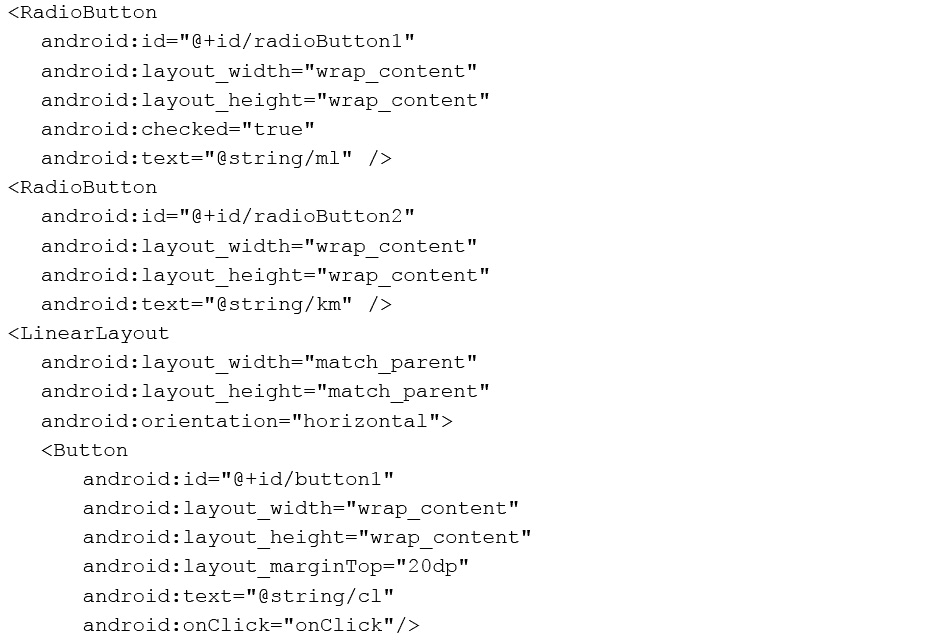 <RadioButton
android:id="@+id/radioButton1"
android:layout_width="wrap_content"
android:layout_height="wrap_content"
android:checked="true"
android:text="@string/ml" />
<RadioButton
android:id="@+id/radioButton2"
android:layout_width="wrap_content"
android:layout_height="wrap_content"
android:text="@string/km" />
<LinearLayout
android:layout_width="match_parent"
android:layout_height="match_parent"
android:orientation="horizontal">
<Button
android:id="@+id/button1"
android:layout_width="wrap_content"
android:layout_height="wrap_content"
android:layout_marginTop="20dp"
android:text="@string/cl"
android:onClick="onClick"/>